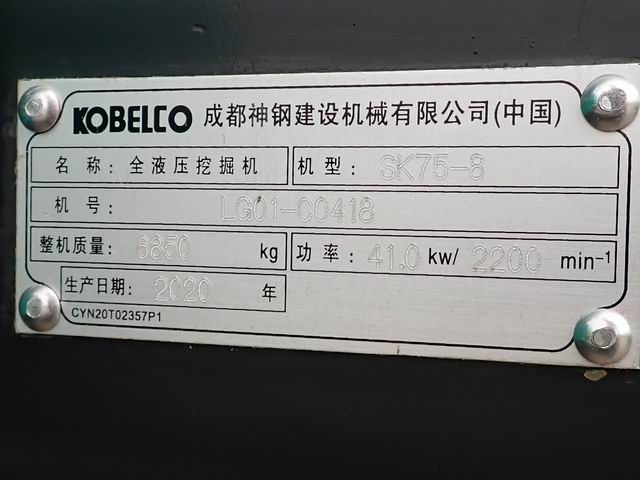 KOBELCO 成都神钢建设机械有限公司(中国)
名 称: 全液压挖掘机 机型: SK75-8
机 号: LG01-C0418
整机质量: 6850 kg 功 率: 41.0 kw/ 2200 min-1
生产日期: 2020 年
CYN20T02357P1